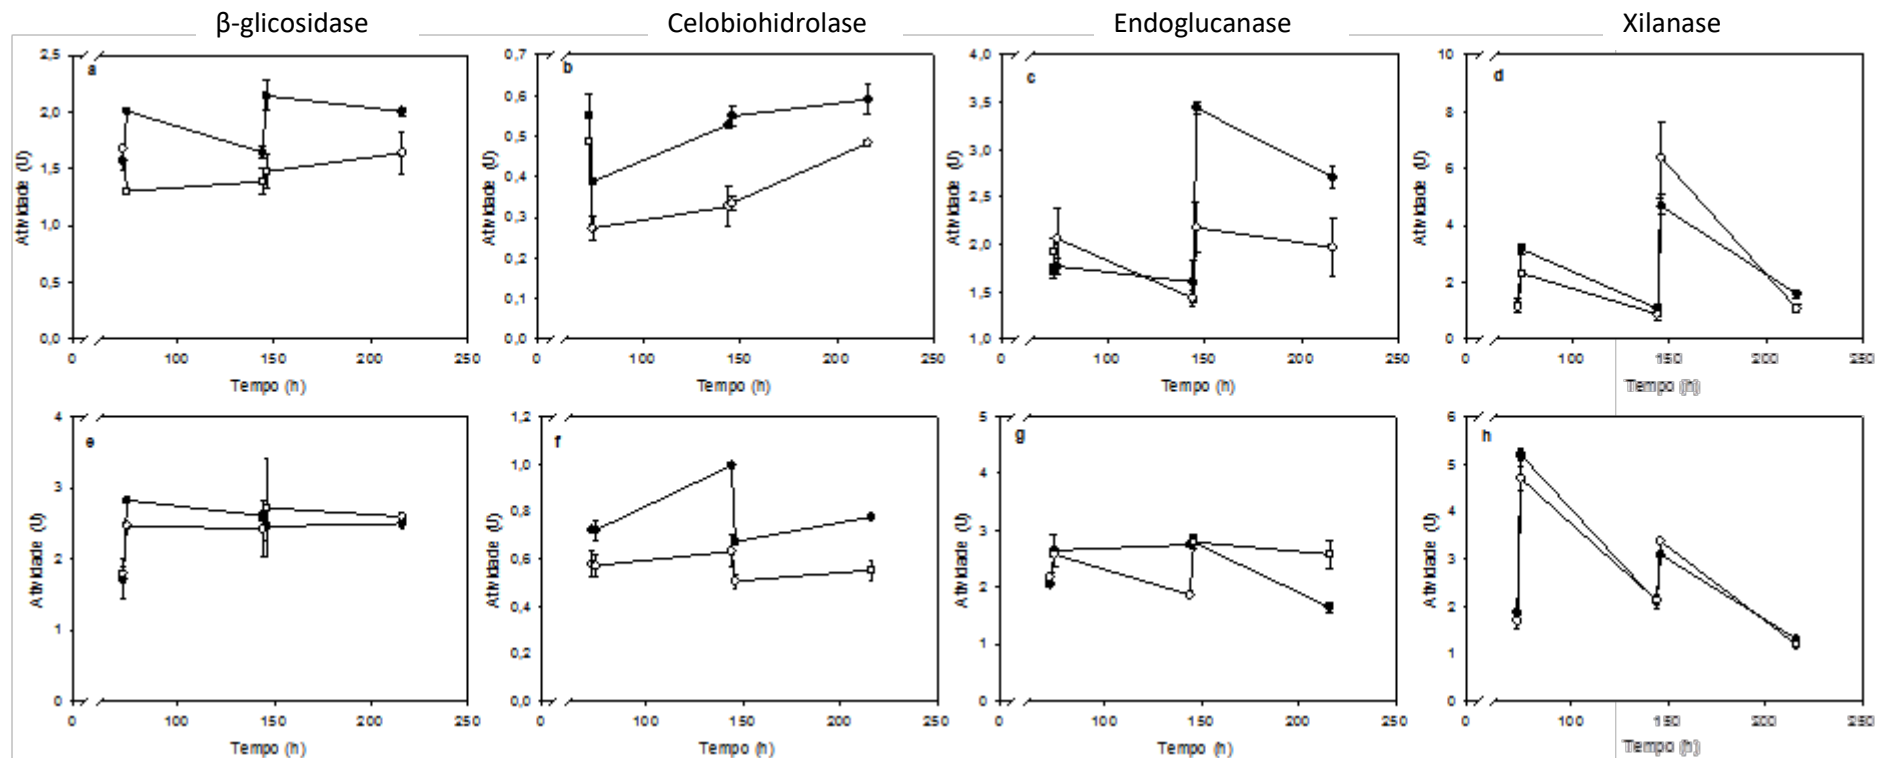 β-glicosidase Celobiohidrolase Endoglucanase Xilanase
a
2,5
2,0
1,5
1,0
0,5
0,0
Atividade (U)
0 100 150 200 250
Tempo (h)
b
0,7
0,6
0,5
0,4
0,3
0,2
0,1
0,0
Atividade (U)
0 100 150 200 250
Tempo (h)
c
4,0
3,5
3,0
2,5
2,0
1,5
1,0
Atividade (U)
0 100 150 200 250
Tempo (h)
d
10
8
6
4
2
0
Atividade (U)
0 100 150 200 250
Tempo (h)
e
4
3
2
1
0
Atividade (U)
0 100 150 200 250
Tempo (h)
f
1,2
1,0
0,8
0,6
0,4
0,2
0,0
Atividade (U)
0 100 150 200 250
Tempo (h)
g
5
4
3
2
1
0
Atividade (U)
0 100 150 200 250
Tempo (h)
h
6
5
4
3
2
1
0
Atividade (U)
0 100 150 200 250
Tempo (h)